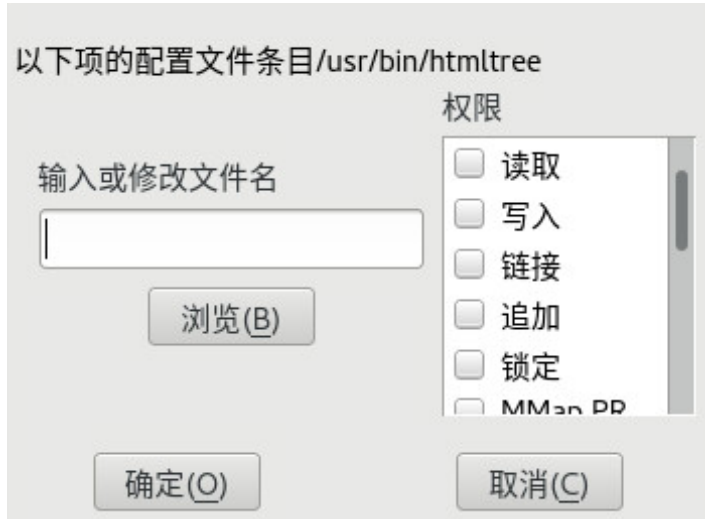 以下项的配置文件条目/usr/bin/htmltree
权限
输入或修改文件名
读取
写入
链接
浏览(B)
追加
锁定
MMap PR
确定(O)
取消(C)